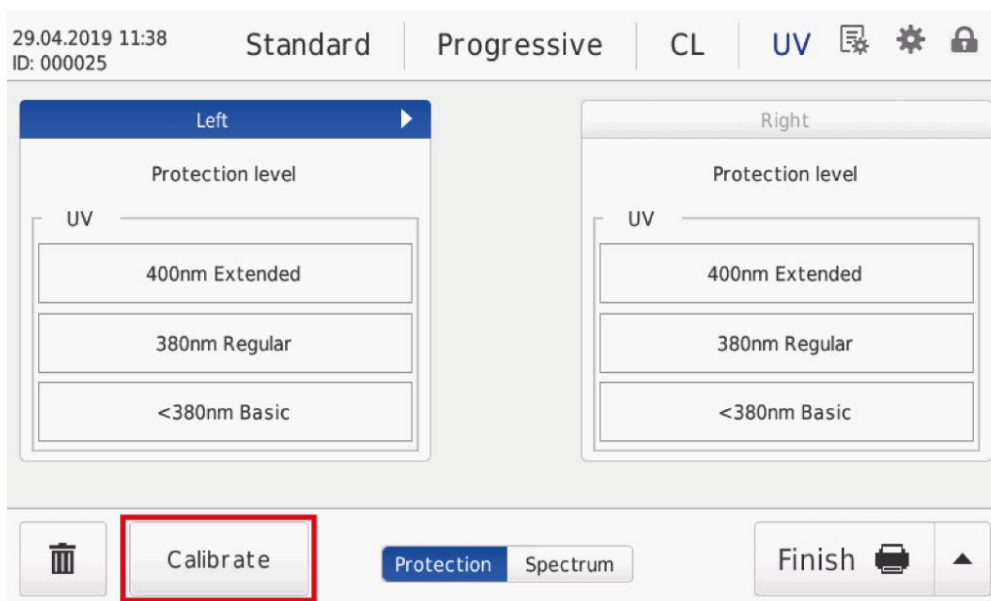 29.04.2019 11:38
ID: 000025
Standard
Progressive
CL
UV
Left
Protection level
UV
400nm Extended
380nm Regular
<380nm Basic
Right
Protection level
UV
400nm Extended
380nm Regular
<380nm Basic
Calibrate
Protection
Spectrum
Finish